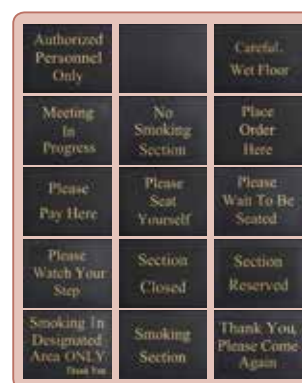 Authorized
Personnel
Only
Careful,
Wet Floor
Meeting
In
Progress
No
Smoking
Section
Place
Order
Here
Please
Pay Here
Please
Seat
Yourself
Please
Wait To Be
Seated
Please
Watch Your
Step
Section
Closed
Section
Reserved
Smoking In
Designated
Area ONLY
Thank You
Smoking
Section
Thank You,
Please Come
Again